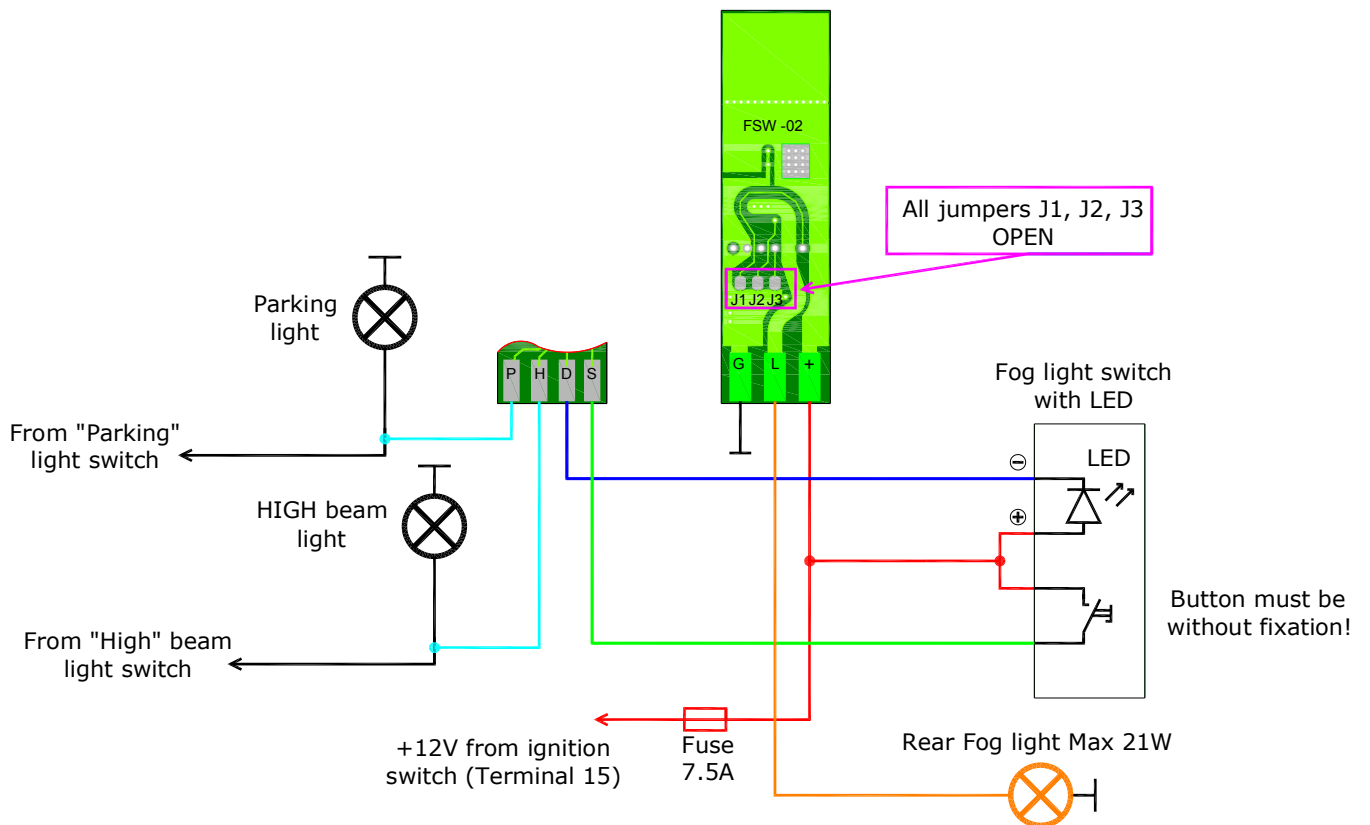 FSW -02
All jumpers J1, J2, J3
OPEN
J1 J2 J3
Parking
light
P H D S
G L +
Fog light switch
with LED
From "Parking"
light switch
LED
HIGH beam
light
Button must be
without fixation!
From "High" beam
light switch
+12V from ignition
switch (Terminal 15)
Fuse
7.5A
Rear Fog light Max 21W